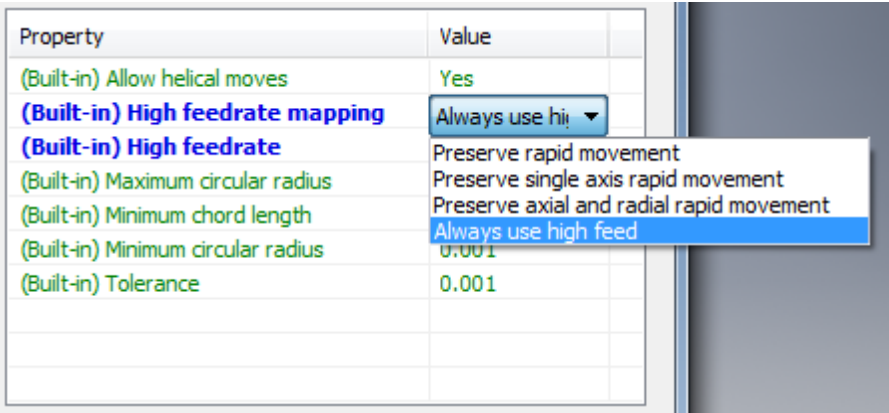 Property Value
(Built-in) Allow helical moves Yes
(Built-in) High feedrate mapping Always use hi
(Built-in) High feedrate
Preserve rapid movement
(Built-in) Maximum circular radius
Preserve single axis rapid movement
(Built-in) Minimum chord length
Preserve axial and radial rapid movement
Always use high feed
(Built-in) Minimum circular radius 0.001
(Built-in) Tolerance 0.001